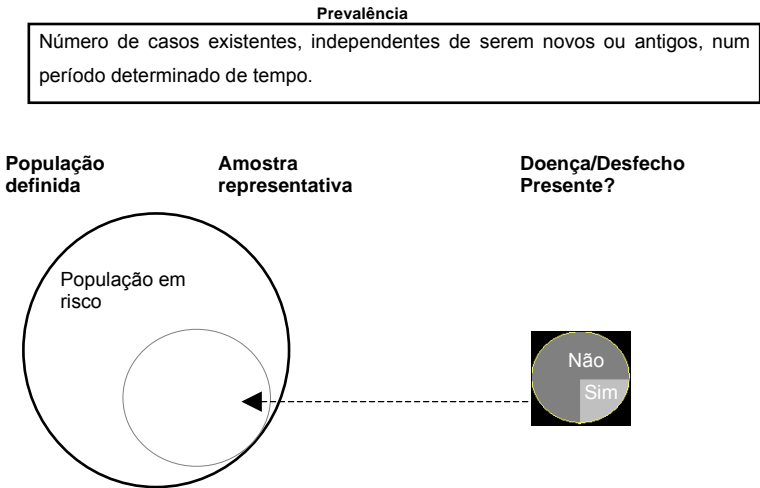 Prevalência
Número de casos existentes, independentes de serem novos ou antigos, num
período determinado de tempo.
População
definida
Amostra
representativa
Doença/Desfecho
Presente?
População em
risco
Não
Sim